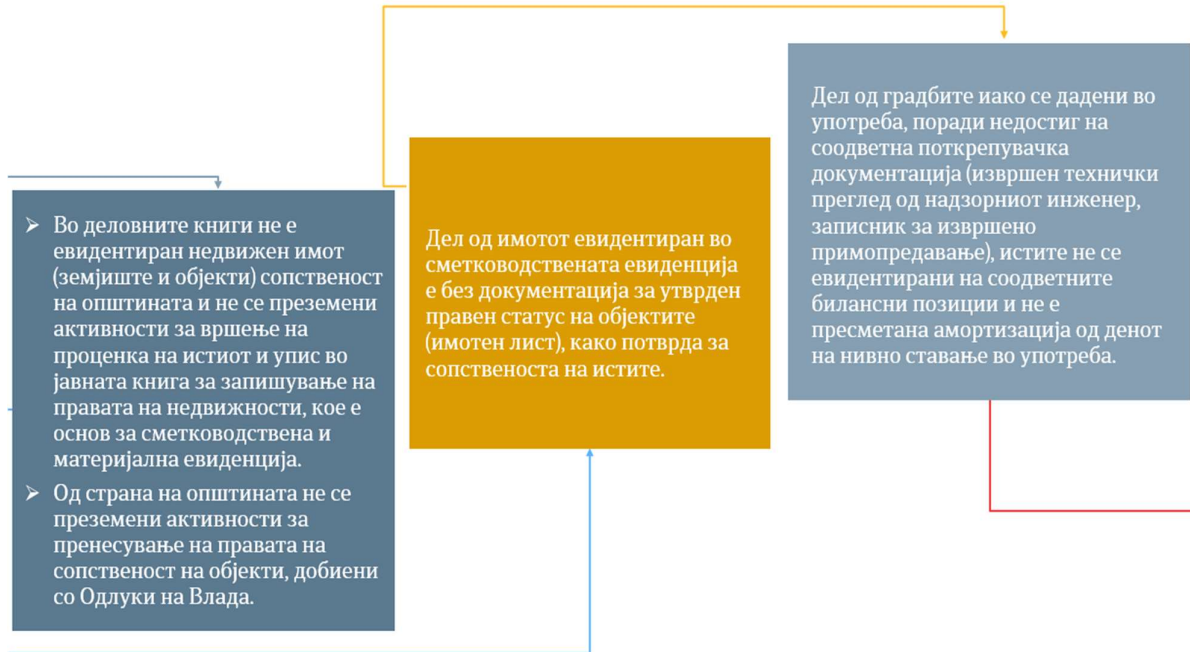 ➢ Во деловните книги не е
евидентиран недвижен имот
(земјиште и објекти) сопственост
на општината и не се преземени
активности за вршење на
проценка на истиот и упис во
јавната книга за запишување на
правата на недвижности, кое е
основ за сметководствена и
материјална евиденција.
➢ Од страна на општината не се
преземени активности за
пренесување на правата на
сопственост на објекти, добиени
со Одлуки на Влада.
Дел од имотот евидентиран во
сметководствената евиденција
е без документација за утврден
правен статус на објектите
(имотен лист), како потврда за
сопственоста на истите.
Дел од градбите иако се дадени во
употреба, поради недостиг на
соодветна поткрепувачка
документација (извршен технички
преглед од надзорниот инженер,
записник за извршено
примопредавање), истите не се
евидентирани на соодветните
билансни позиции и не е
пресметана амортизација од денот
на нивно ставање во употреба.